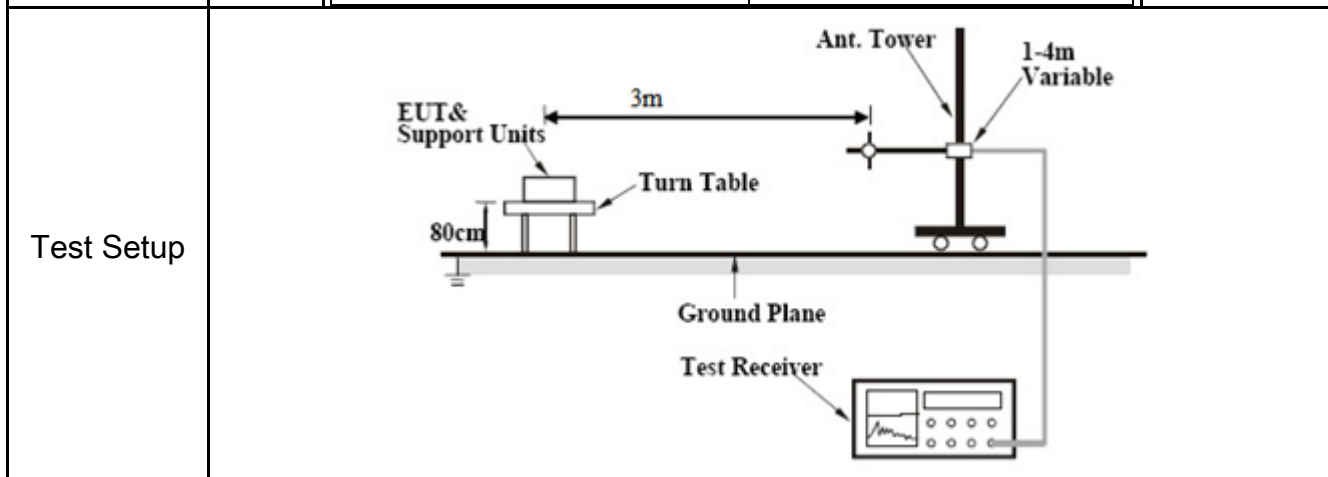 Test Setup
Ant. Tower
1-4m
Variable
3m
EUT&
Support Units
Turn Table
80cm
Ground Plane
Test Receiver